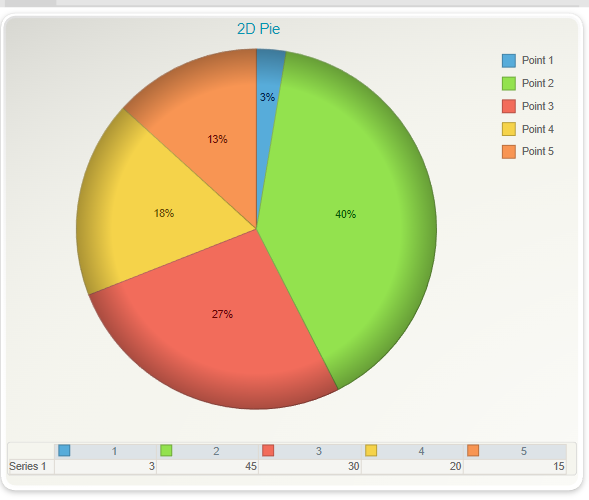 2D Pie
Point 1
Point 2
Point 3
Point 4
Point 5
3%
13%
18%
40%
27%
1 2 3 4 5
Series 1 3 45 30 20 15